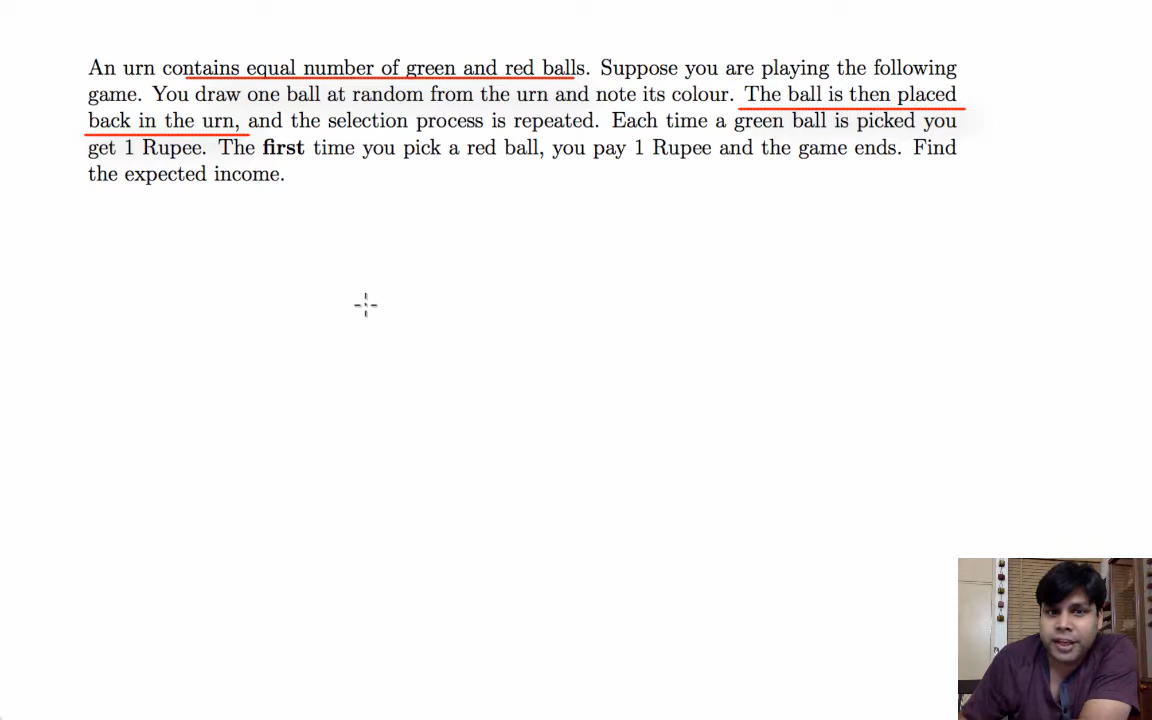 An urn contains equal number of green and red balls. Suppose you are playing the following
game. You draw one ball at random from the urn and note its colour. The ball is then placed
back in the urn, and the selection process is repeated. Each time a green ball is picked you
get 1 Rupee. The first time you pick a red ball, you pay 1 Rupee and the game ends. Find
the expected income.